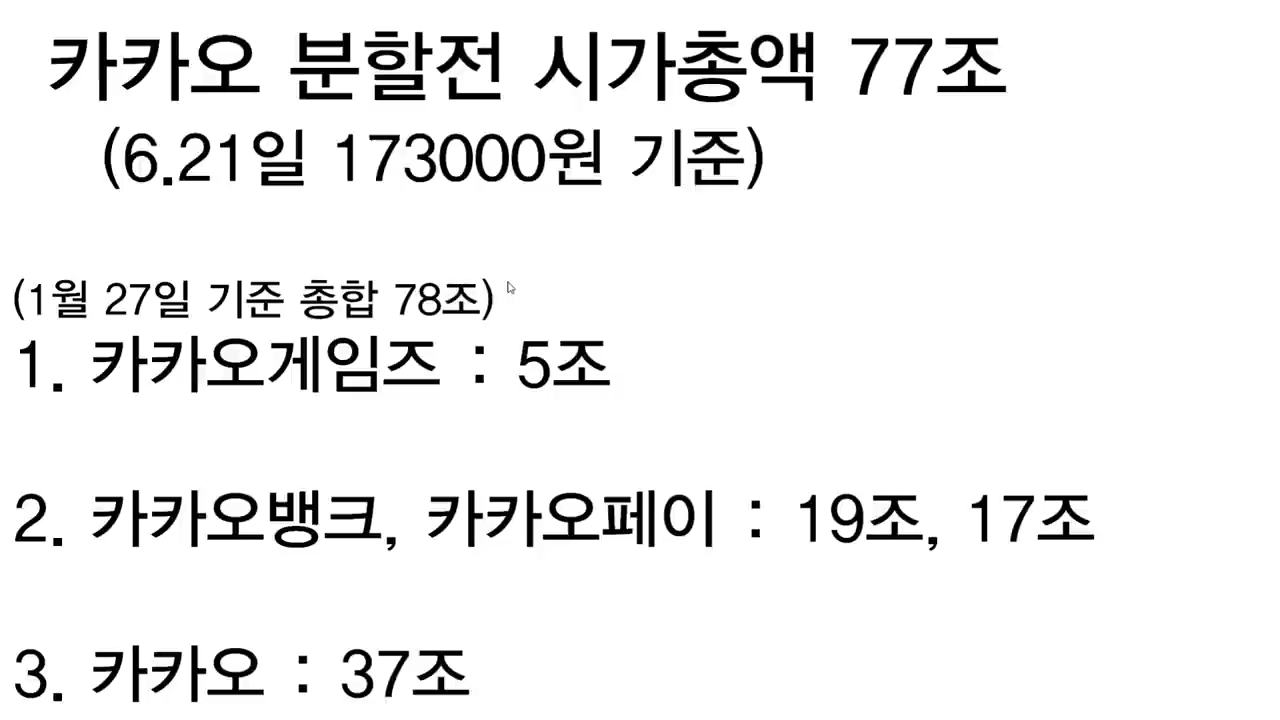 카카오 분할전 시가총액 77조
(6.21일 173000원 기준)
(1월 27일 기준 총합 78조)
1. 카카오게임즈 : 5조
2. 카카오뱅크, 카카오페이 : 19조, 17조
3. 카카오 : 37조